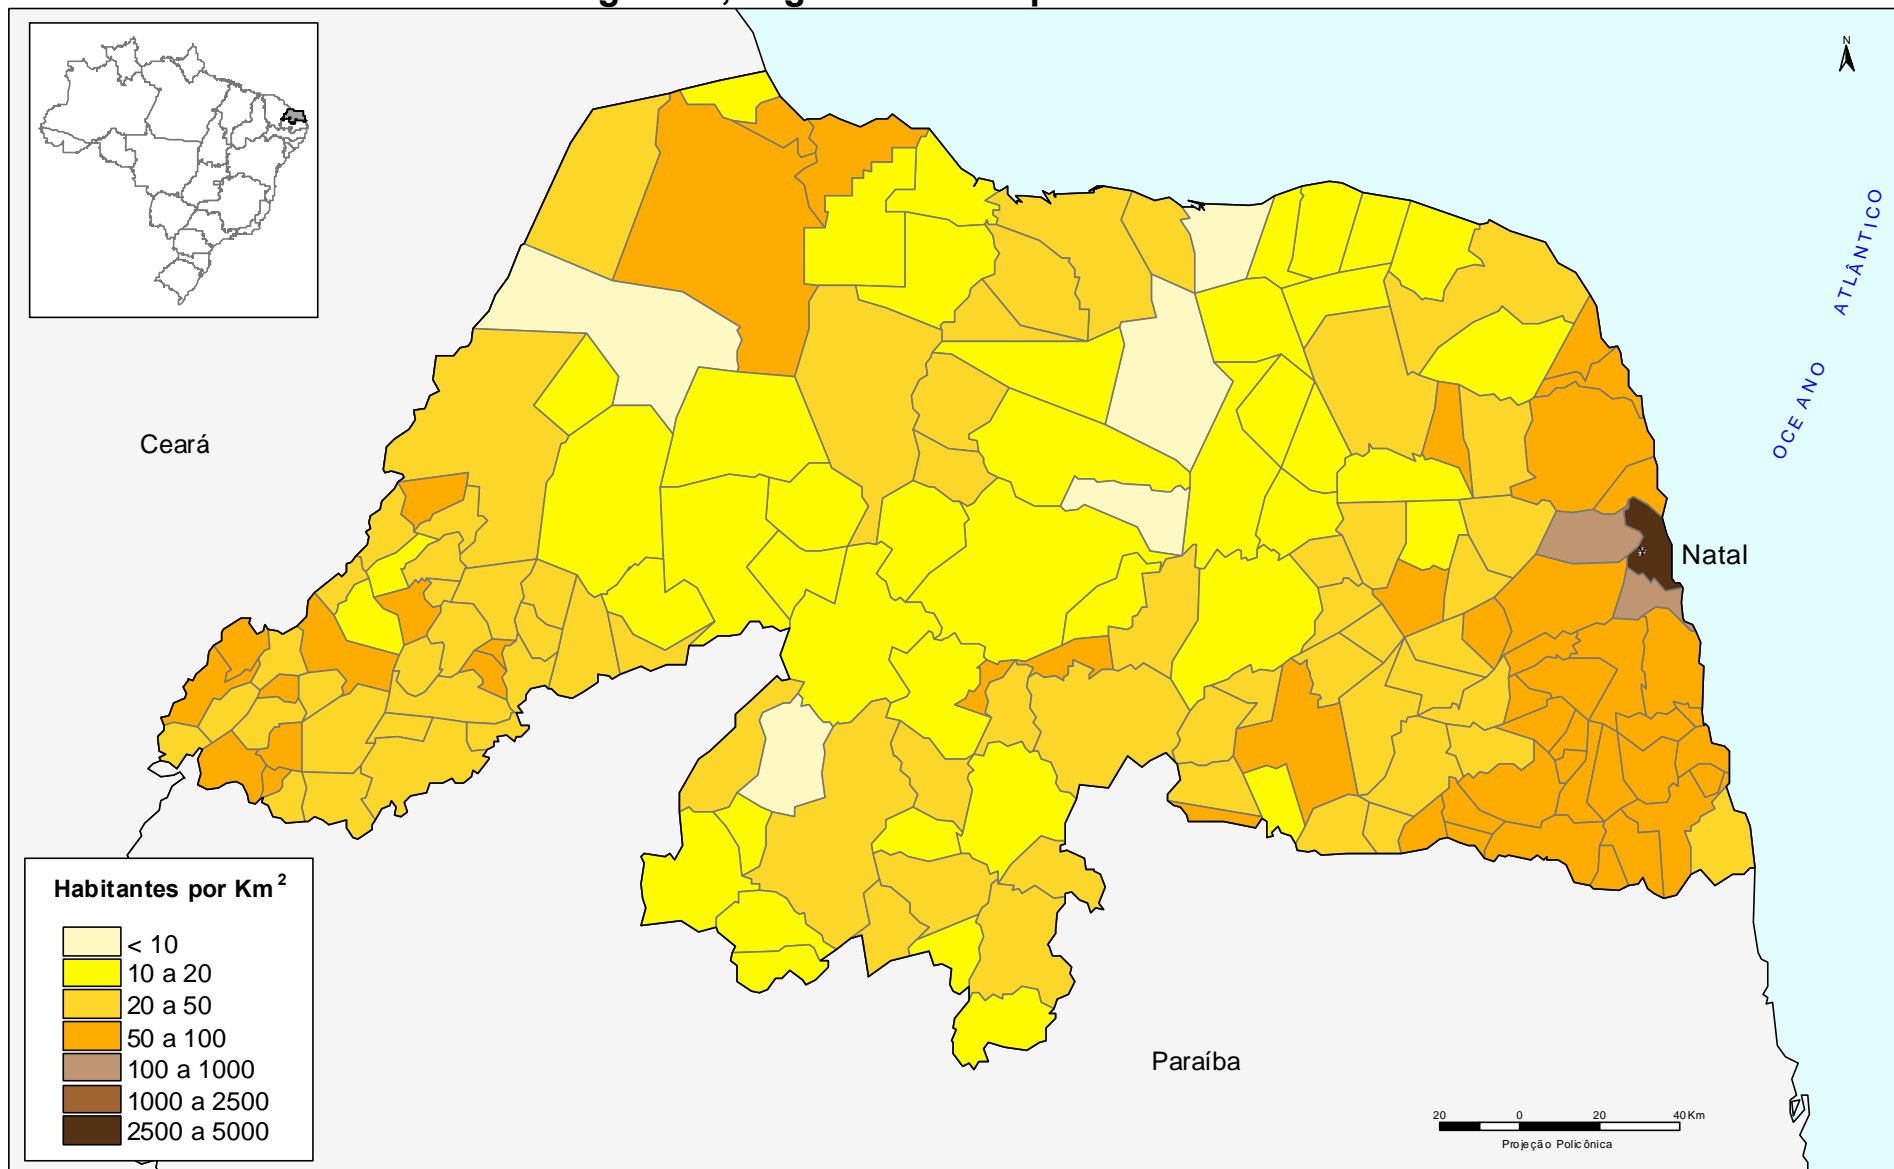 N
OCEANO ATLÂNTICO
Ceará
Natal
Paraíba
Habitantes por Km²
< 10
10 a 20
20 a 50
50 a 100
100 a 1000
1000 a 2500
2500 a 5000
20 0 20 40 Km
Projeção Policônica